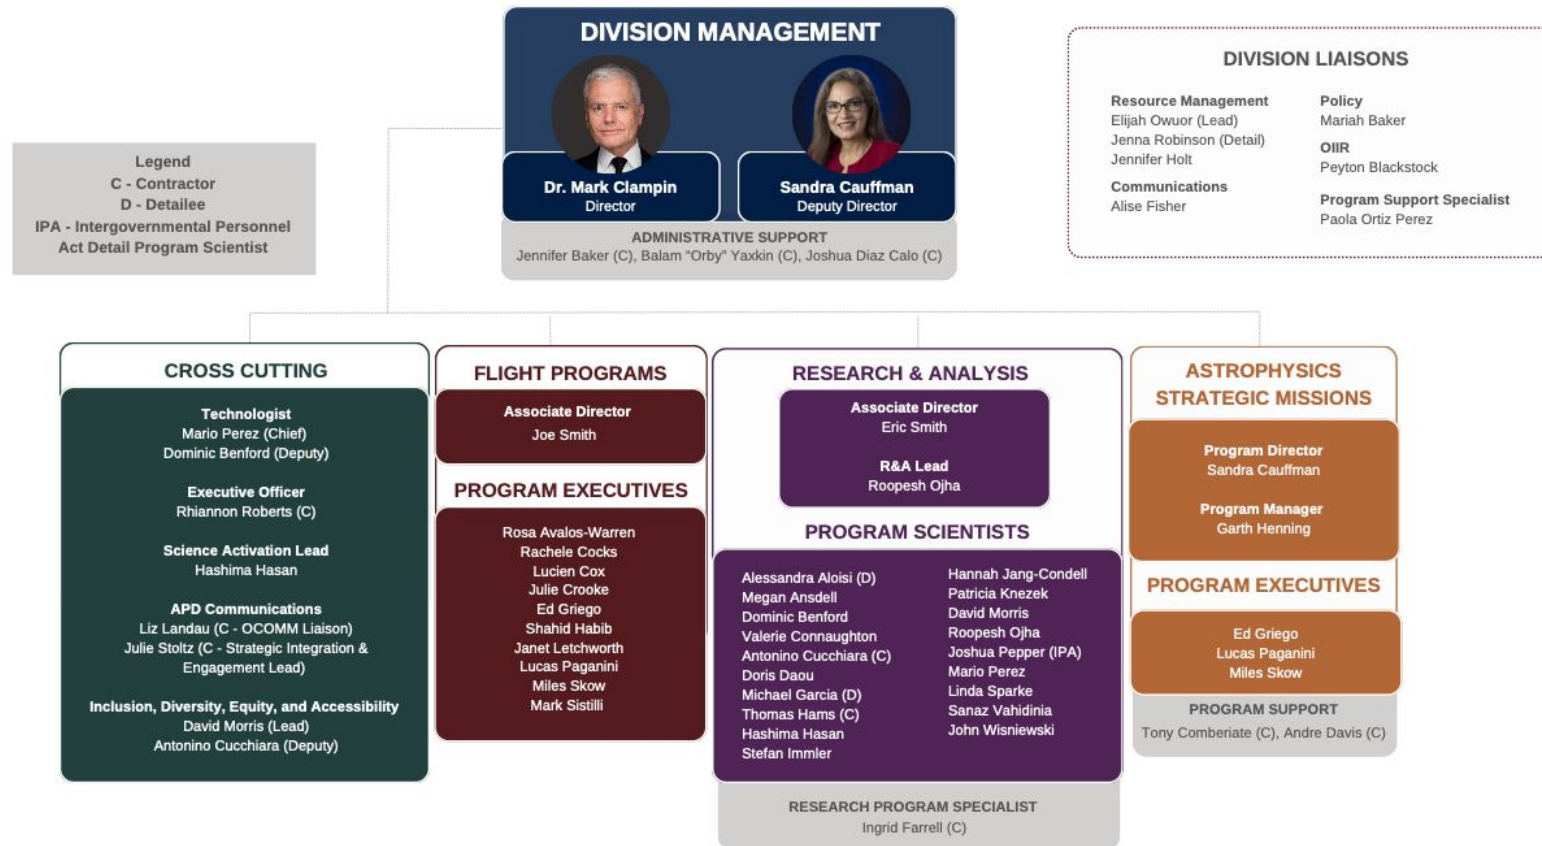 DIVISION MANAGEMENT
Dr. Mark Clampin
Director
Sandra Cauffman
Deputy Director
ADMINISTRATIVE SUPPORT
Jennifer Baker (C), Balam “Orby” Yaxkin (C), Joshua Diaz Calo (C)
DIVISION LIAISONS
Resource Management
Elijah Owuor (Lead)
Jenna Robinson (Detail)
Jennifer Holt
Communications
Alise Fisher
Policy
Mariah Baker
OIIR
Peyton Blackstock
Program Support Specialist
Paola Ortiz Perez
Legend
C - Contractor
D - Detailee
IPA - Intergovernmental Personnel
Act Detail Program Scientist
CROSS CUTTING
Technologist
Mario Perez (Chief)
Dominic Benford (Deputy)
Executive Officer
Rhiannon Roberts (C)
Science Activation Lead
Hashima Hasan
APD Communications
Liz Landau (C - OCOMM Liaison)
Julie Stoltz (C - Strategic Integration &
Engagement Lead)
Inclusion, Diversity, Equity, and Accessibility
David Morris (Lead)
Antonino Cucchiara (Deputy)
FLIGHT PROGRAMS
Associate Director
Joe Smith
PROGRAM EXECUTIVES
Rosa Avalos-Warren
Rachele Cocks
Lucien Cox
Julie Crooke
Ed Griego
Shahid Habib
Janet Letchworth
Lucas Paganini
Miles Skow
Mark Sistilli
RESEARCH & ANALYSIS
Associate Director
Eric Smith
R&A Lead
Roopesh Ojha
PROGRAM SCIENTISTS
Alessandra Aloisi (D)
Megan Ansdell
Dominic Benford
Valerie Connaughton
Antonino Cucchiara (C)
Doris Daou
Michael Garcia (D)
Thomas Hams (C)
Hashima Hasan
Stefan Immler
Hannah Jang-Condell
Patricia Knezek
David Morris
Roopesh Ojha
Joshua Pepper (IPA)
Mario Perez
Linda Sparke
Sanaz Vahidinia
John Wisniewski
RESEARCH PROGRAM SPECIALIST
Ingrid Farrell (C)
ASTROPHYSICS
STRATEGIC MISSIONS
Program Director
Sandra Cauffman
Program Manager
Garth Henning
PROGRAM EXECUTIVES
Ed Griego
Lucas Paganini
Miles Skow
PROGRAM SUPPORT
Tony Comberiate (C), Andre Davis (C)